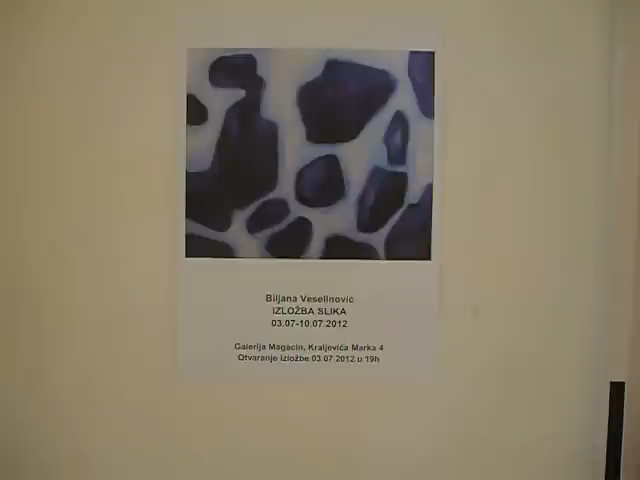 Biljana Veselinović
IZLOŽBA SLIKA
03.07-10.07.2012
Galerija Magacin, Kraljevića Marka 4
Otvaranje izložbe 03.07.2012 u 19h